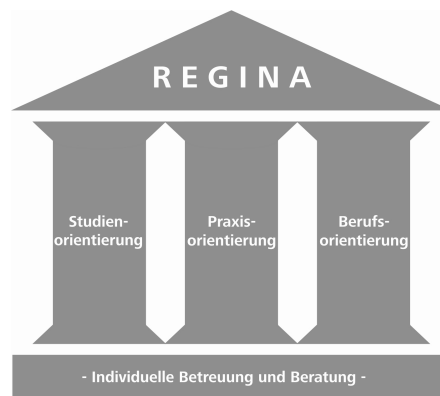 REGINA
Studien-
orientierung
Praxis-
orientierung
Berufs-
orientierung
- Individuelle Betreuung und Beratung -